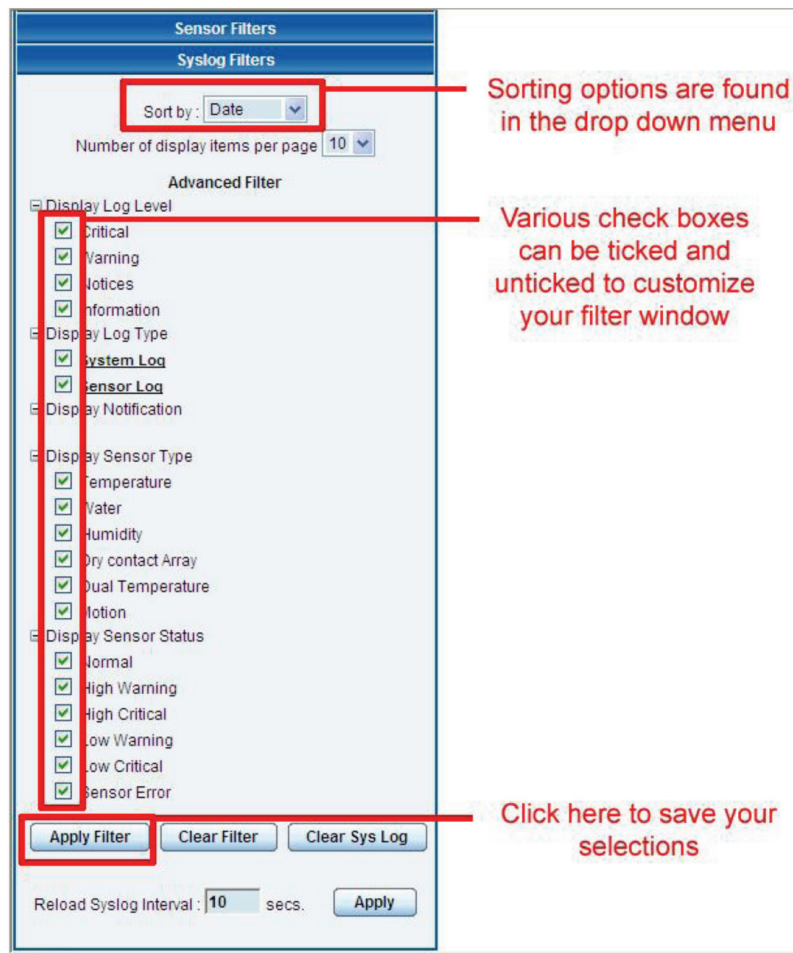 Sensor Filters
Syslog Filters
Sort by : Date
Sorting options are found
in the drop down menu
Number of display items per page 10
Advanced Filter
Display Log Level
Critical
Warning
Notices
Information
Various check boxes
can be ticked and
unticked to customize
your filter window
Display Log Type
System Log
Sensor Log
Display Notification
Display Sensor Type
Temperature
Water
Humidity
Dry contact Array
Dual Temperature
Motion
Display Sensor Status
Normal
High Warning
High Critical
Low Warning
Low Critical
Sensor Error
Apply Filter Clear Filter Clear Sys Log
Click here to save your
selections
Reload Syslog Interval : 10 secs. Apply